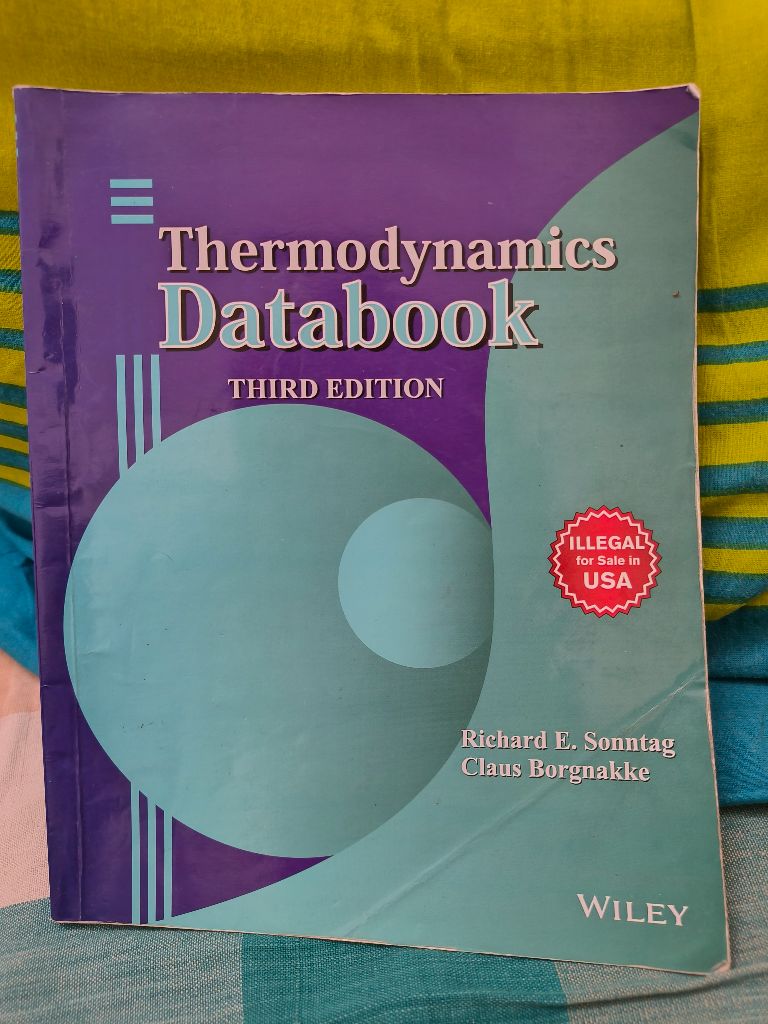 Thermodynamics
Databook
THIRD EDITION
ILLEGAL
for Sale in
USA
Richard E. Sonntag
Claus Borgnakke
WILEY